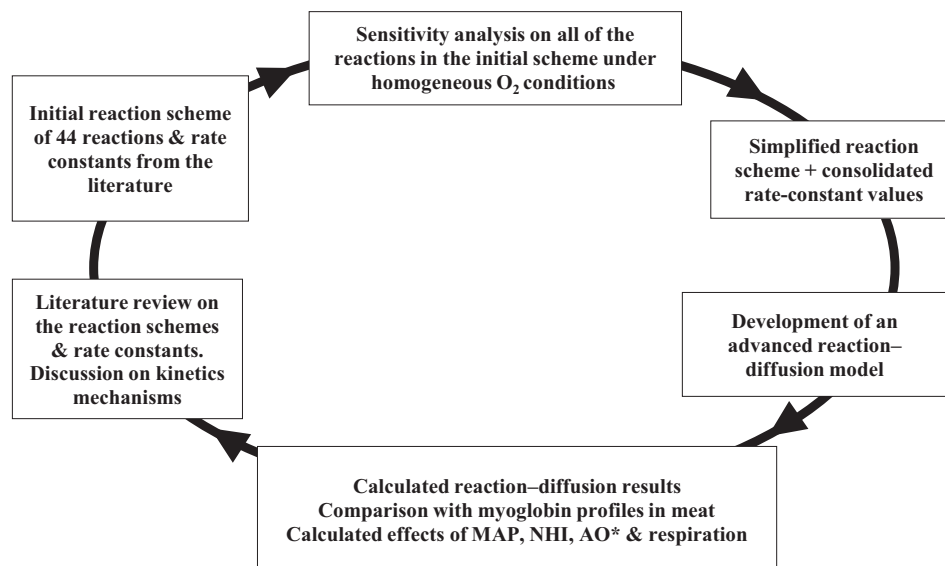 Sensitivity analysis on all of the
reactions in the initial scheme under
homogeneous O₂ conditions
Initial reaction scheme
of 44 reactions & rate
constants from the
literature
Simplified reaction
scheme + consolidated
rate-constant values
Literature review on
the reaction schemes
& rate constants.
Discussion on kinetics
mechanisms
Development of an
advanced reaction–
diffusion model
Calculated reaction–diffusion results
Comparison with myoglobin profiles in meat
Calculated effects of MAP, NHI, AO* & respiration